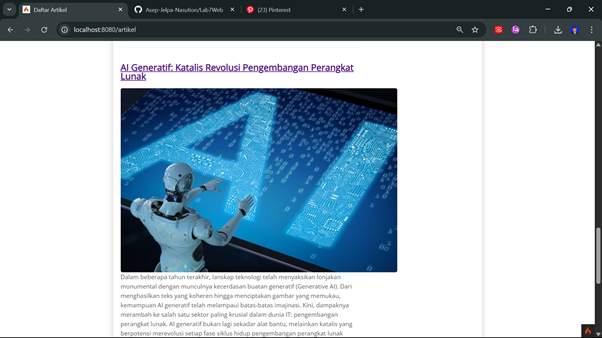 Daftar Artikel
Asep-Jelpa-Nasution/Lab7Web
(23) Pinterest
localhost:8080/artikel
AI Generatif: Katalis Revolusi Pengembangan Perangkat
Lunak
AI
Dalam beberapa tahun terakhir, lanskap teknologi telah menyaksikan lonjakan
monumental dengan munculnya kecerdasan buatan generatif (Generative AI). Dari
menghasilkan teks yang koheren hingga menciptakan gambar yang memukau,
kemampuan AI generatif telah melampaui batas-batas imajinasi. Kini, dampaknya
merambah ke salah satu sektor paling krusial dalam dunia IT: pengembangan
perangkat lunak. AI generatif bukan lagi sekadar alat bantu, melainkan katalis yang
berpotensi merevolusi setiap fase siklus hidup pengembangan perangkat lunak